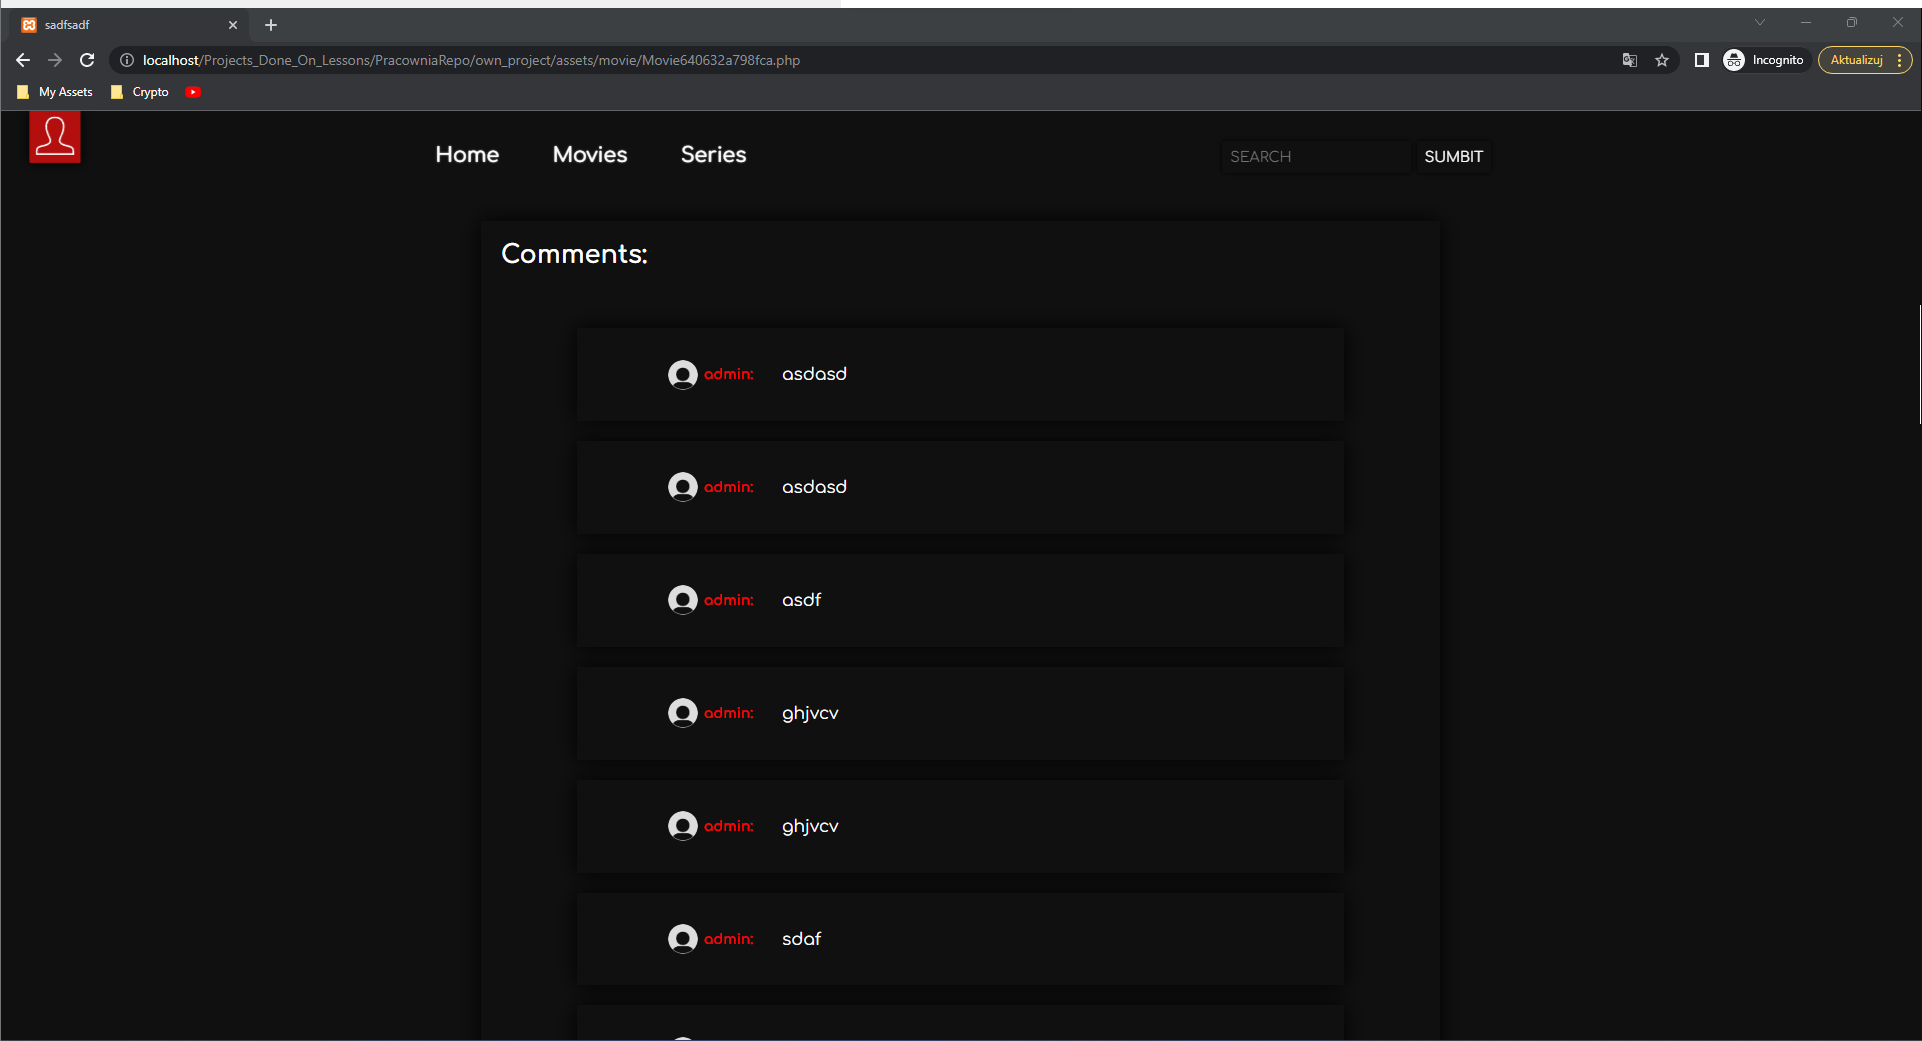 sadfsadf
localhost/Projects_Done_On_Lessons/PracowniaRepo/own_project/assets/movie/Movie640632a798fca.php
Incognito
Aktualizuj
My Assets
Crypto
Home Movies Series
SEARCH
SUMBIT
Comments:
admin: asdasd
admin: asdasd
admin: asdf
admin: ghjvcv
admin: ghjvcv
admin: sdaf